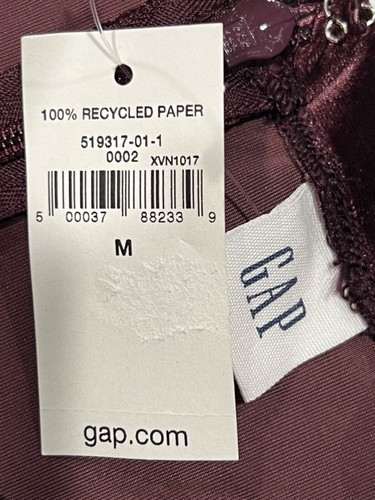 100% RECYCLED PAPER
519317-01-1
0002 XVN1017
5 00037 88233 9
M
GAP
gap.com